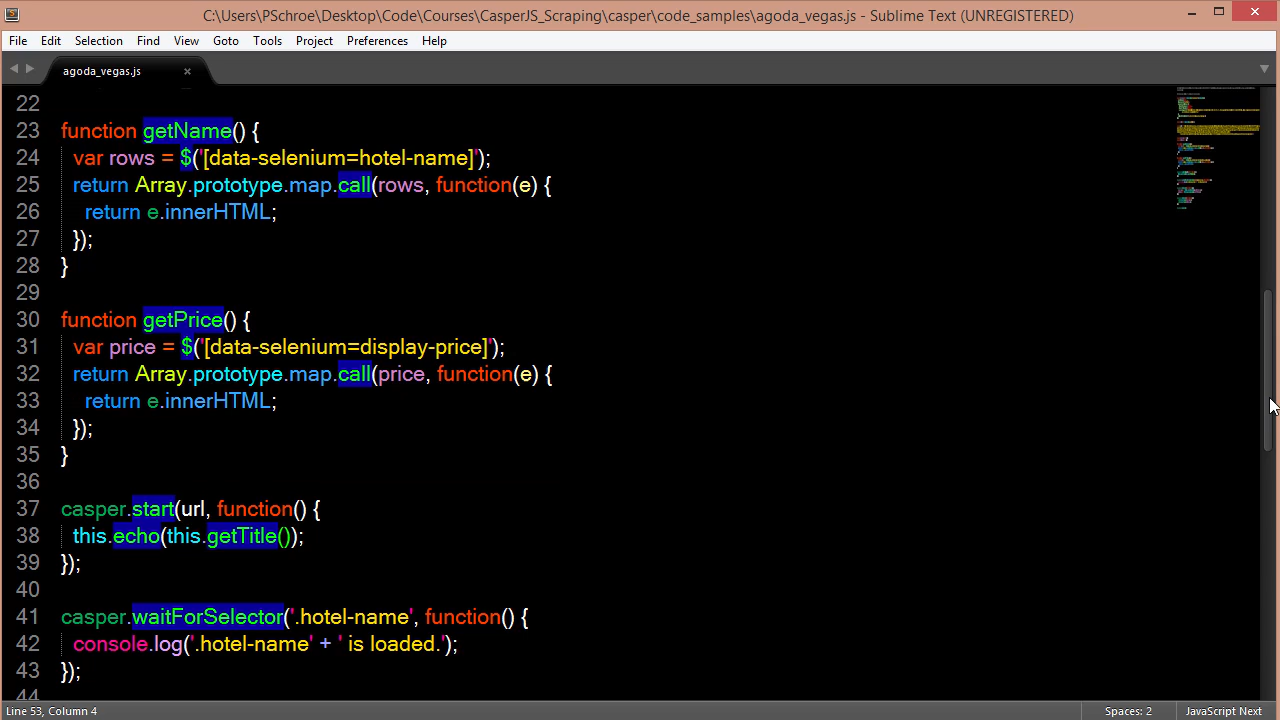 C:\Users\PSchroe\Desktop\Code\Courses\CasperJS_Scraping\casper\code_samples\agoda_vegas.js - Sublime Text (UNREGISTERED)
File Edit Selection Find View Goto Tools Project Preferences Help
agoda_vegas.js
22
23 function getName() {
24   var rows = $('[data-selenium=hotel-name]');
25   return Array.prototype.map.call(rows, function(e) {
26     return e.innerHTML;
27   });
28 }
29
30 function getPrice() {
31   var price = $('[data-selenium=display-price]');
32   return Array.prototype.map.call(price, function(e) {
33     return e.innerHTML;
34   });
35 }
36
37 casper.start(url, function() {
38   this.echo(this.getTitle());
39 });
40
41 casper.waitForSelector('.hotel-name', function() {
42   console.log('.hotel-name' + ' is loaded.');
43 });
44
Line 53, Column 4 Spaces: 2 JavaScript Next